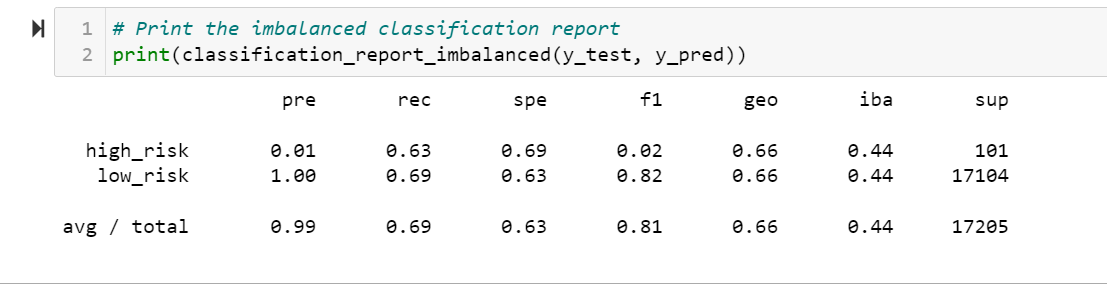 1 # Print the imbalanced classification report
2 print(classification_report_imbalanced(y_test, y_pred))
pre rec spe f1 geo iba sup
high_risk 0.01 0.63 0.69 0.02 0.66 0.44 101
low_risk 1.00 0.69 0.63 0.82 0.66 0.44 17104
avg / total 0.99 0.69 0.63 0.81 0.66 0.44 17205